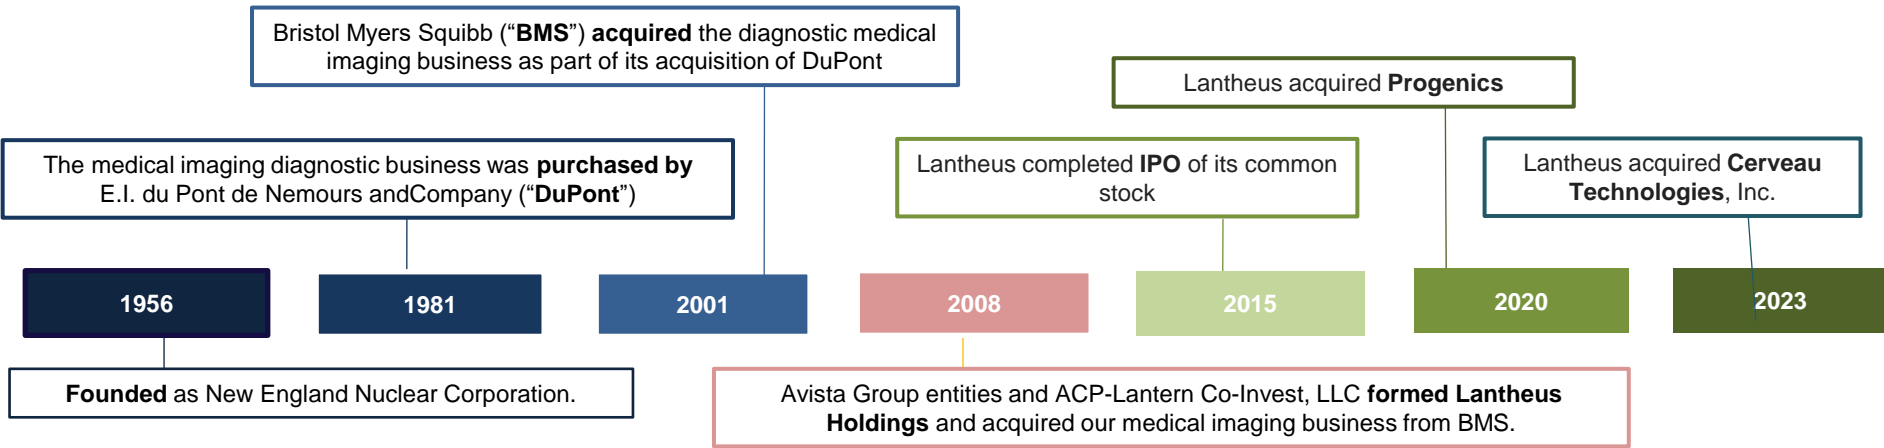 Bristol Myers Squibb (“BMS”) acquired the diagnostic medical
imaging business as part of its acquisition of DuPont
Lantheus acquired Progenics
The medical imaging diagnostic business was purchased by
E.I. du Pont de Nemours andCompany (“DuPont”)
Lantheus completed IPO of its common
stock
Lantheus acquired Cerveau
Technologies, Inc.
1956
1981
2001
2008
2015
2020
2023
Founded as New England Nuclear Corporation.
Avista Group entities and ACP-Lantern Co-Invest, LLC formed Lantheus
Holdings and acquired our medical imaging business from BMS.